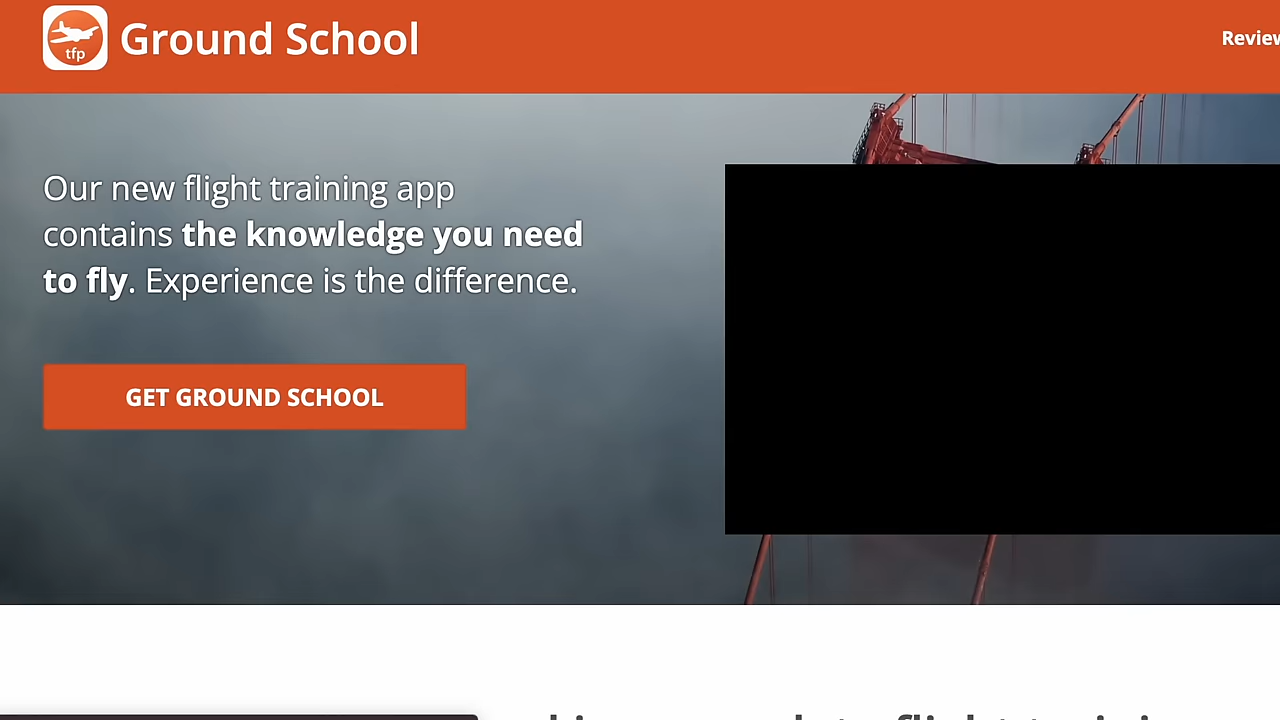 tfp
Ground School
Our new flight training app
contains the knowledge you need
to fly. Experience is the difference.
GET GROUND SCHOOL